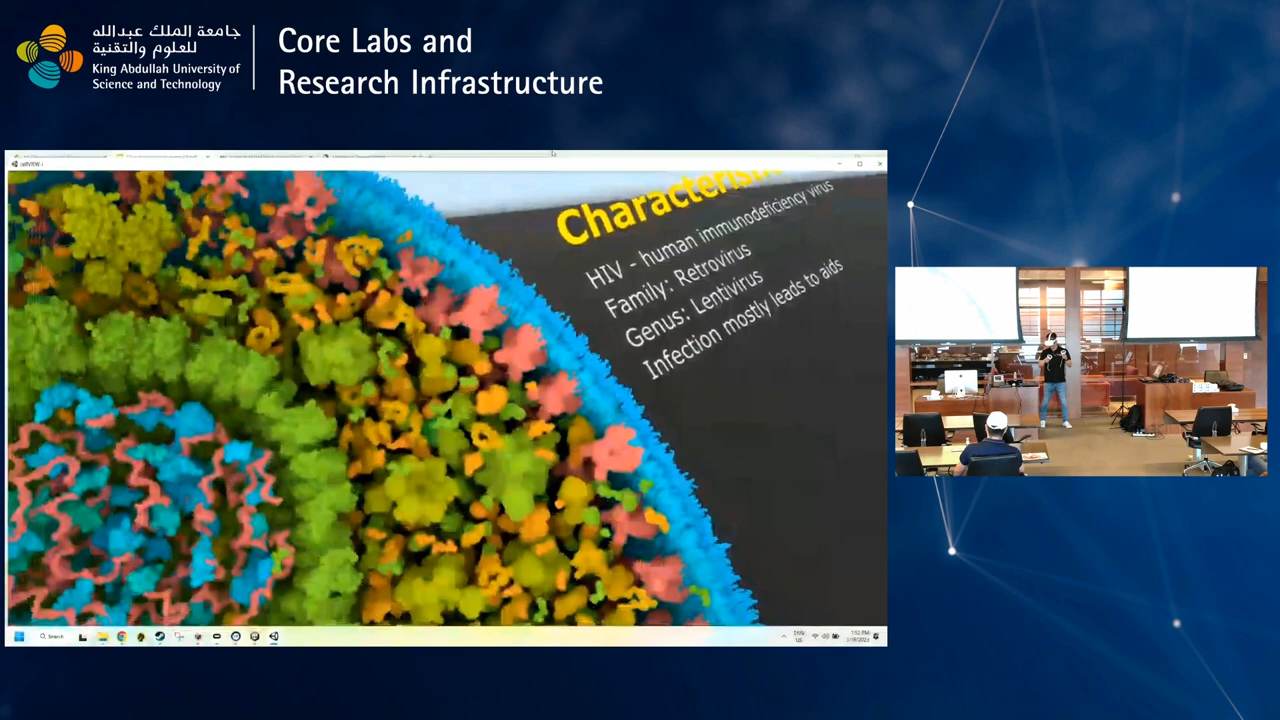 جامعة الملك عبدالله
للعلوم والتقنية
King Abdullah University of
Science and Technology
Core Labs and
Research Infrastructure
HIV - human immunodeficiency virus
Family: Retrovirus
Genus: Lentivirus
Infection mostly leads to aids
Search